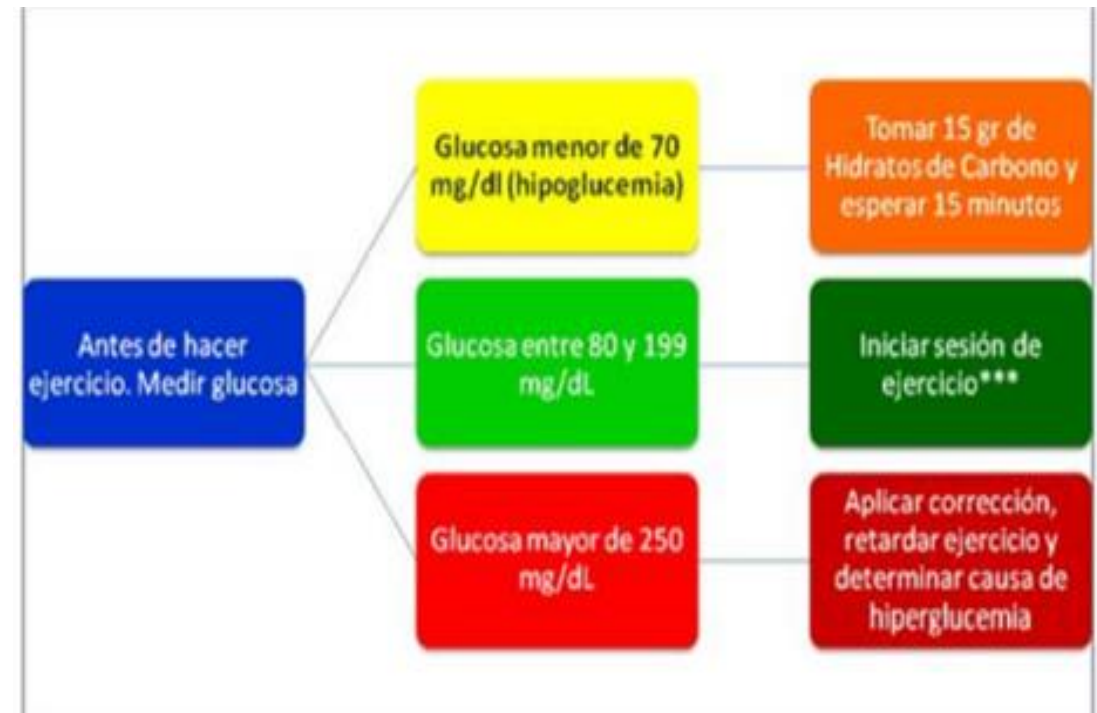 Antes de hacer
ejercicio. Medir glucosa
Glucosa menor de 70
mg/dl (hipoglucemia)
Tomar 15 gr de
Hidratos de Carbono y
esperar 15 minutos
Glucosa entre 80 y 199
mg/dL
Iniciar sesión de
ejercicio***
Glucosa mayor de 250
mg/dL
Aplicar corrección,
retardar ejercicio y
determinar causa de
hiperglucemia